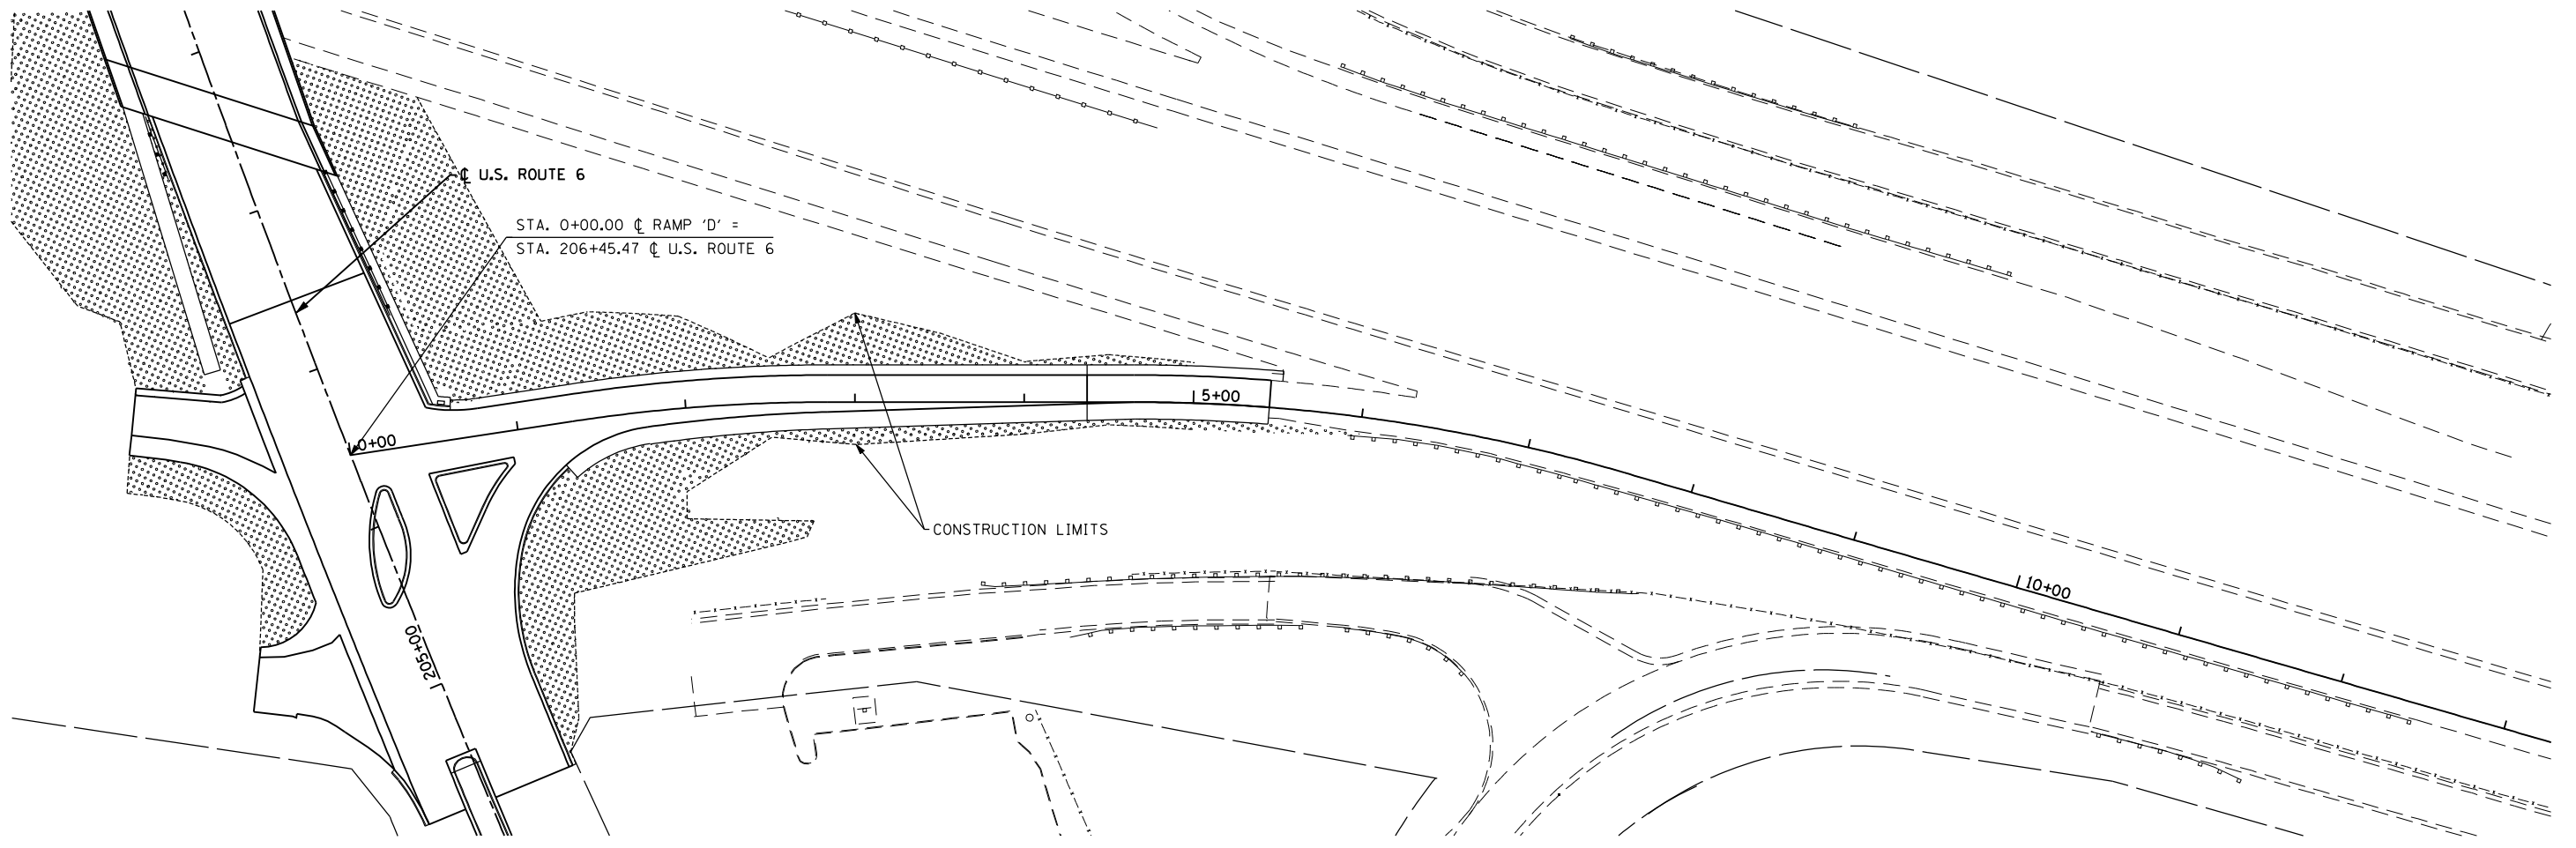 ℄ U.S. ROUTE 6
STA. 0+00.00 ℄ RAMP 'D' =
STA. 206+45.47 ℄ U.S. ROUTE 6
5+00
0+00
CONSTRUCTION LIMITS
10+00
205+00